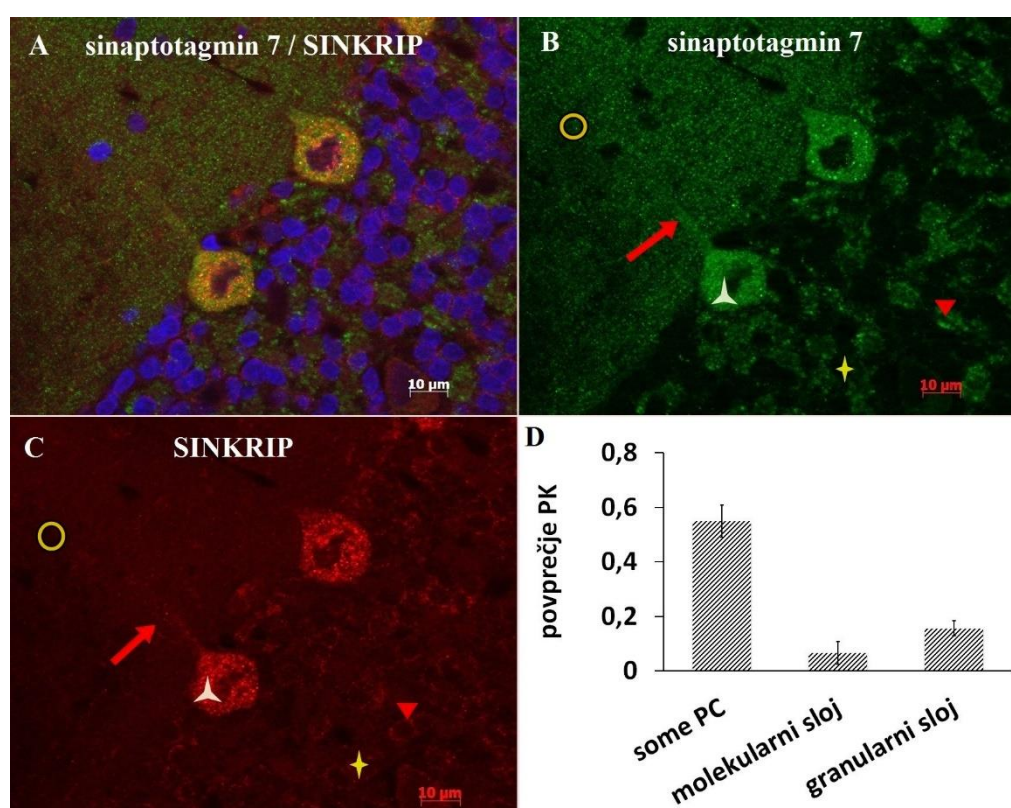 A sinaptotagmin 7 / SINKRIP
10 µm
B sinaptotagmin 7
10 µm
C SINKRIP
10 µm
D
0,8
0,6
0,4
0,2
0
povprečje PK
some PC
molekularni sloj
granularni sloj